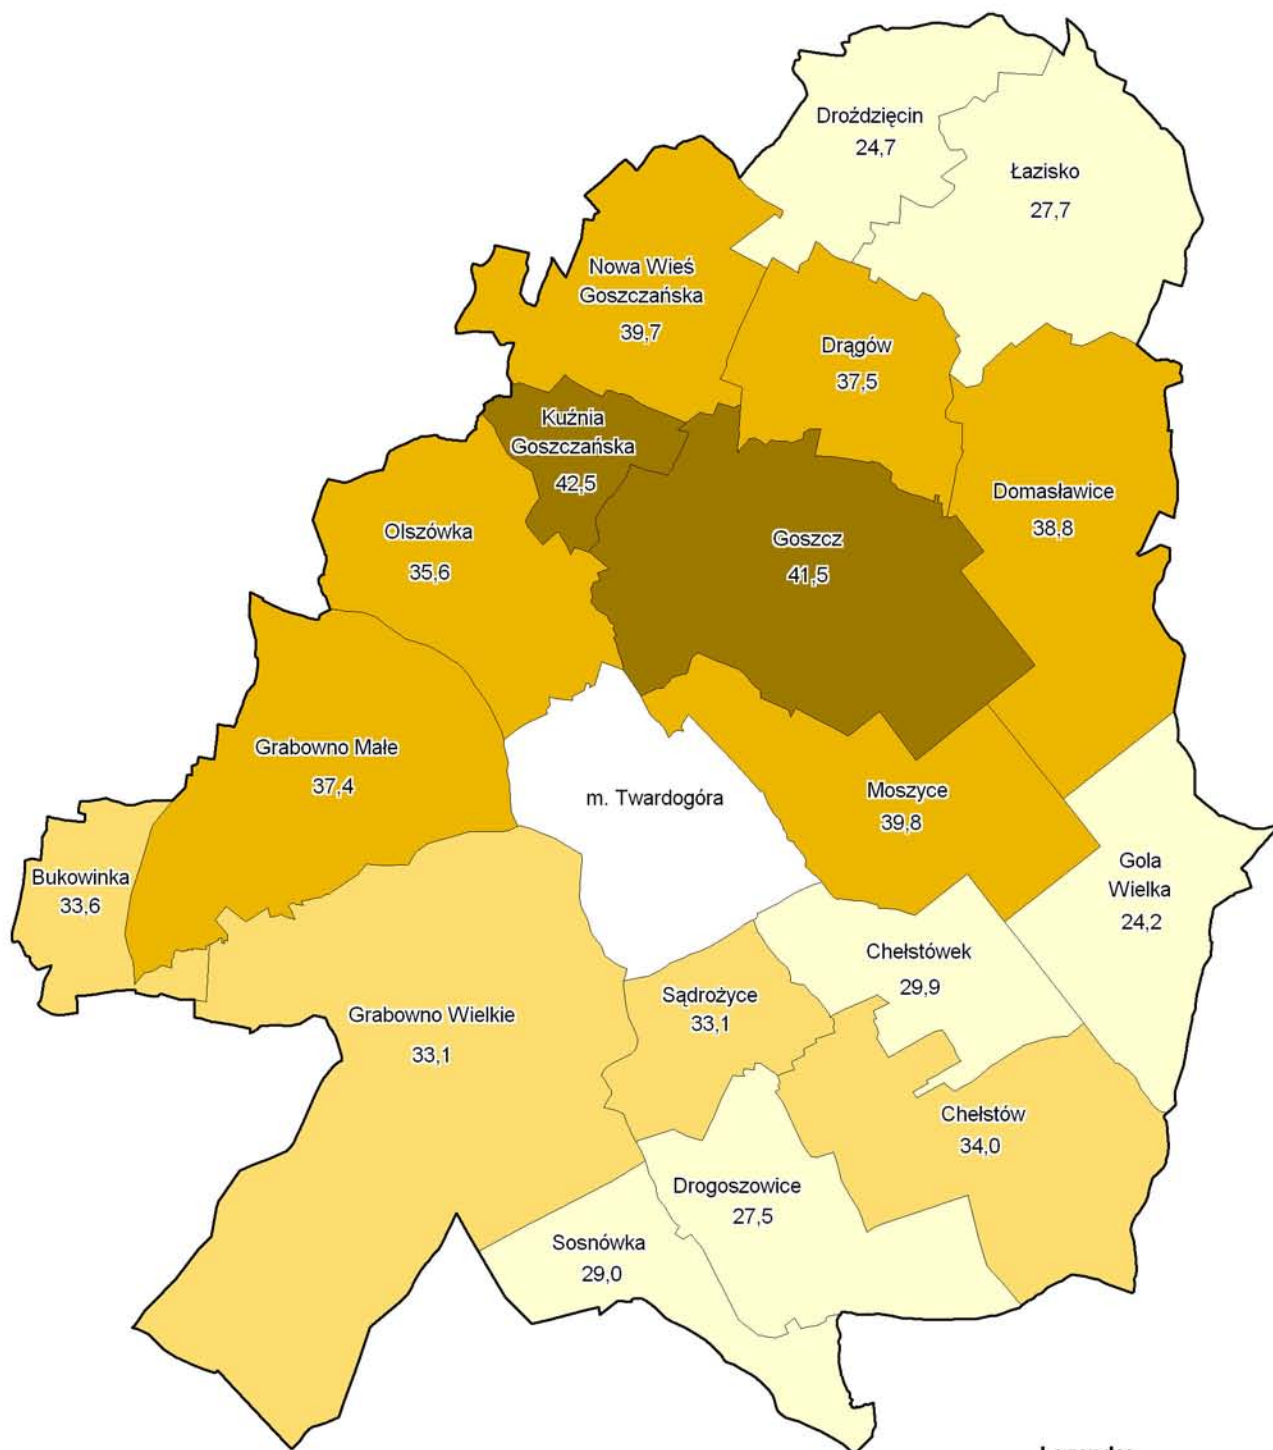 Droździęcin
24,7
Łazisko
27,7
Nowa Wieś
Goszczańska
39,7
Drągów
37,5
Kuźnia
Goszczańska
42,5
Domasławice
38,8
Olszówka
35,6
Goszcz
41,5
Grabowno Małe
37,4
m. Twardogóra
Moszyce
39,8
Bukowinka
33,6
Gola
Wielka
24,2
Chełstówek
29,9
Sądrożyce
33,1
Grabowno Wielkie
33,1
Chełstów
34,0
Drogoszowice
27,5
Sosnówka
29,0